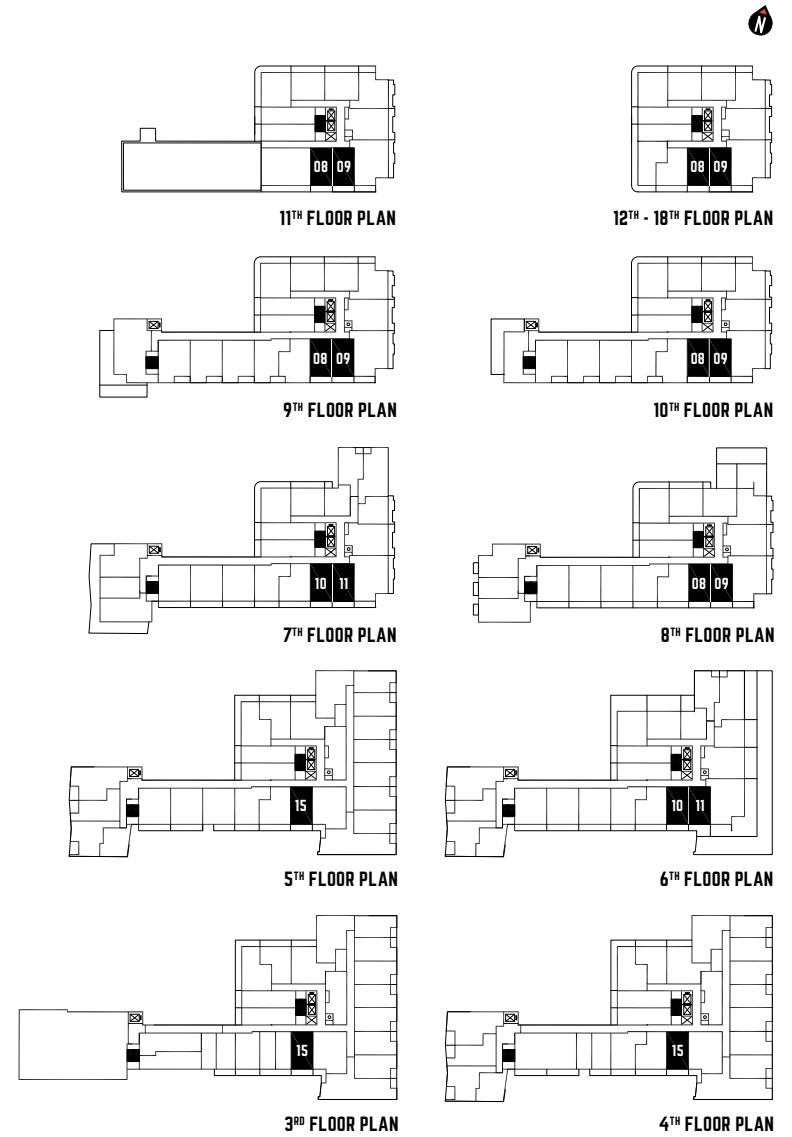 N
08 09
08 09
11TH FLOOR PLAN
12TH - 18TH FLOOR PLAN
08 09
08 09
9TH FLOOR PLAN
10TH FLOOR PLAN
10 11
08 09
7TH FLOOR PLAN
8TH FLOOR PLAN
15
10 11
5TH FLOOR PLAN
6TH FLOOR PLAN
15
15
3RD FLOOR PLAN
4TH FLOOR PLAN